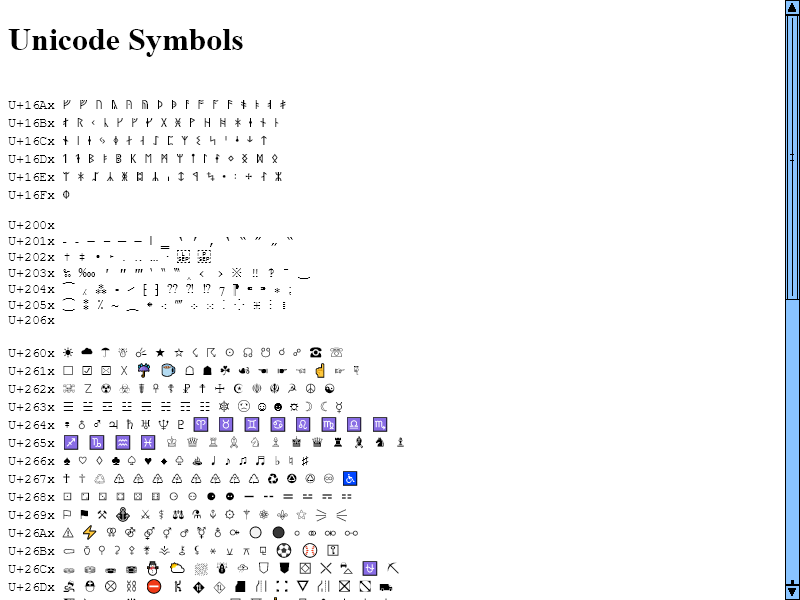 Unicode Symbols
U+16Ax ᚠ ᚡ ᚢ ᚣ ᚤ ᚥ ᚦ ᚧ ᚨ ᚩ ᚪ ᚫ ᚬ ᚭ ᚮ ᚯ
U+16Bx ᚰ ᚱ ᚲ ᚳ ᚴ ᚵ ᚶ ᚷ ᚸ ᚹ ᚺ ᚻ ᚼ ᚽ ᚾ ᚿ
U+16Cx ᛀ ᛁ ᛂ ᛃ ᛄ ᛅ ᛆ ᛇ ᛈ ᛉ ᛊ ᛋ ᛌ ᛍ ᛎ ᛏ
U+16Dx ᛐ ᛑ ᛒ ᛓ ᛔ ᛕ ᛖ ᛗ ᛘ ᛙ ᛚ ᛛ ᛜ ᛝ ᛞ ᛟ
U+16Ex ᛠ ᛡ ᛢ ᛣ ᛤ ᛥ ᛦ ᛧ ᛨ ᛩ ᛪ ᛫ ᛬ ᛭ ᛮ ᛯ
U+16Fx ᛰ
U+200x
U+201x ‐ ‑ ‒ – — ― ‖ ‗ ‘ ’ ‚ ‛ “ ” „ ‟
U+202x † ‡ • ‣ ․ ‥ … ‧
U+203x ‰ ‱ ′ ″ ‴ ‵ ‶ ‷ ‸ ‹ › ※ ‼ ‽ ‾ ‿
U+204x ⁀ ⁁ ⁂ ⁃ ⁄ ⁅ ⁆ ⁇ ⁈ ⁉ ⁊ ⁋ ⁌ ⁍ ⁎ ⁏
U+205x ⁐ ⁑ ⁒ ⁓ ⁔ ⁕ ⁖ ⁗ ⁘ ⁙ ⁚ ⁛ ⁜ ⁝ ⁞
U+206x
U+260x ☀ ☁ ☂ ☃ ☄ ★ ☆ ☇ ☈ ☉ ☊ ☋ ☌ ☍ ☎ ☏
U+261x ☐ ☑ ☒ ☓ ☔ ☕ ☖ ☗ ☘ ☙ ☚ ☛ ☜ ☝ ☞ ☟
U+262x ☠ ☡ ☢ ☣ ☤ ☥ ☦ ☧ ☨ ☩ ☪ ☫ ☬ ☭ ☮ ☯
U+263x ☰ ☱ ☲ ☳ ☴ ☵ ☶ ☷ ☸ ☹ ☺ ☻ ☼ ☽ ☾ ☿
U+264x ♀ ♁ ♂ ♃ ♄ ♅ ♆ ♇ ♈ ♉ ♊ ♋ ♌ ♍ ♎ ♏
U+265x ♐ ♑ ♒ ♓ ♔ ♕ ♖ ♗ ♘ ♙ ♚ ♛ ♜ ♝ ♞ ♟
U+266x ♠ ♡ ♢ ♣ ♤ ♥ ♦ ♧ ♨ ♩ ♪ ♫ ♬ ♭ ♮ ♯
U+267x ♰ ♱ ♲ ♳ ♴ ♵ ♶ ♷ ♸ ♹ ♺ ♻ ♼ ♽ ♾ ♿
U+268x ⚀ ⚁ ⚂ ⚃ ⚄ ⚅ ⚆ ⚇ ⚈ ⚉ ⚊ ⚋ ⚌ ⚍ ⚎ ⚏
U+269x ⚐ ⚑ ⚒ ⚓ ⚔ ⚕ ⚖ ⚗ ⚘ ⚙ ⚚ ⚛ ⚜ ⚝ ⚞ ⚟
U+26Ax ⚠ ⚡ ⚢ ⚣ ⚤ ⚥ ⚦ ⚧ ⚨ ⚩ ⚪ ⚫ ⚬ ⚭ ⚮ ⚯
U+26Bx ⚰ ⚱ ⚲ ⚳ ⚴ ⚵ ⚶ ⚷ ⚸ ⚹ ⚺ ⚻ ⚼ ⚽ ⚾ ⚿
U+26Cx ⛀ ⛁ ⛂ ⛃ ⛄ ⛅ ⛆ ⛇ ⛈ ⛉ ⛊ ⛋ ⛌ ⛍ ⛎ ⛏
U+26Dx ⛐ ⛑ ⛒ ⛓ ⛔ ⛕ ⛖ ⛗ ⛘ ⛙ ⛚ ⛛ ⛜ ⛝ ⛞ ⛟